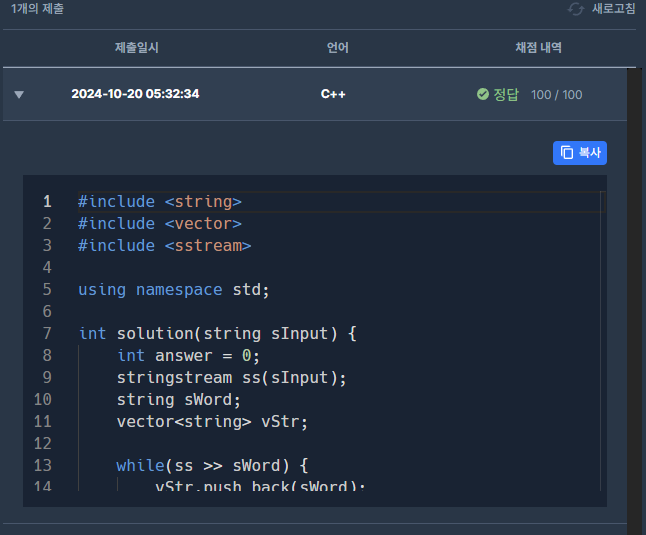 1개의 제출 새로고침
제출일시 언어 채점 내역
2024-10-20 05:32:34 C++ 정답 100 / 100
복사
1 #include <string>
2 #include <vector>
3 #include <sstream>
4
5 using namespace std;
6
7 int solution(string sInput) {
8     int answer = 0;
9     stringstream ss(sInput);
10     string sWord;
11     vector<string> vStr;
12
13     while(ss >> sWord) {
14         vStr.push_back(sWord);